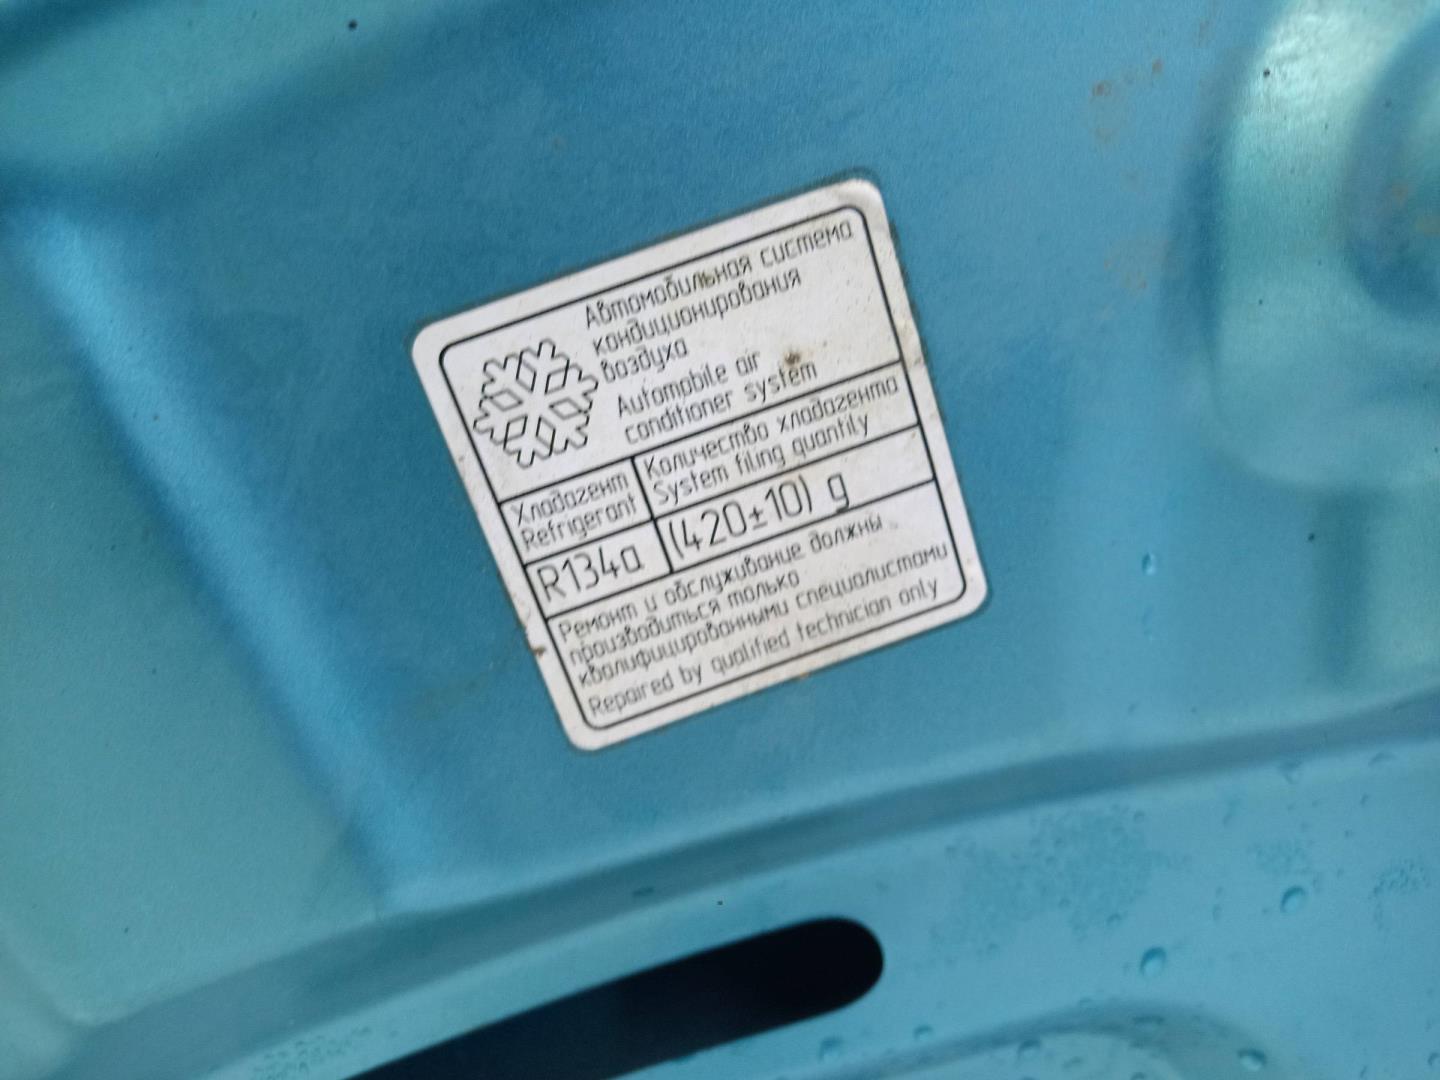 Автомобильная система
кондиционирования
воздуха
Automobile air
conditioner system
Хладагент
Refrigerant
Количество хладагента
System filing quantily
R134a
(420±10) g
Ремонт и обслуживание должны
производиться только
квалифицированными специалистами
Repaired by qualified technician only